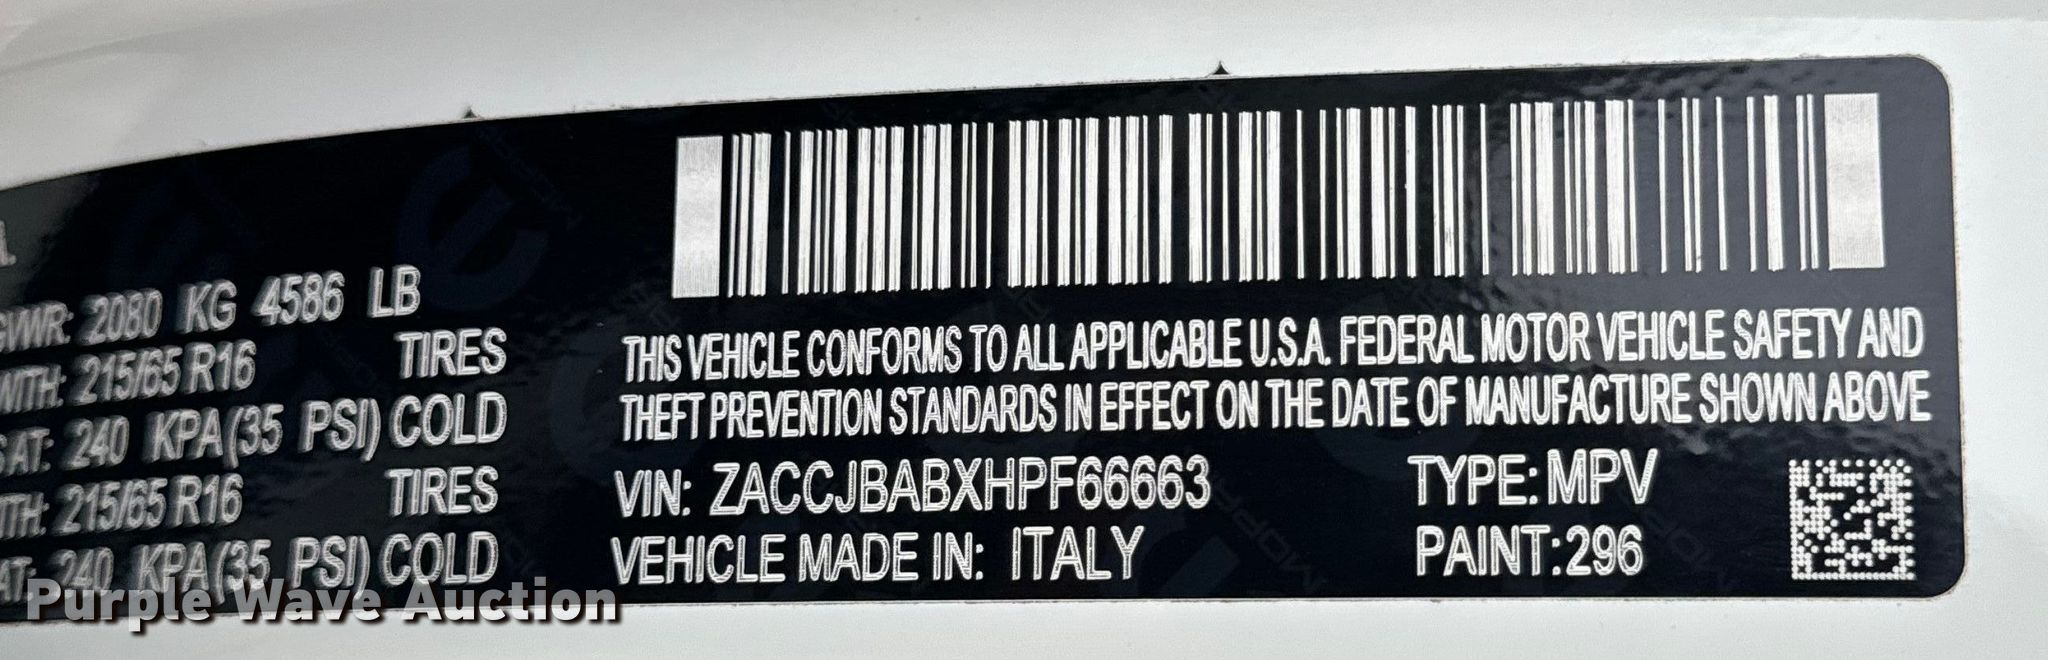 GVWR: 2080 KG 4586 LB
WITH: 215/65 R16 TIRES
AT: 240 KPA(35 PSI) COLD
TH: 215/65 R16 TIRES
AT: 240 KPA(35 PSI) COLD
THIS VEHICLE CONFORMS TO ALL APPLICABLE U.S.A. FEDERAL MOTOR VEHICLE SAFETY AND
THEFT PREVENTION STANDARDS IN EFFECT ON THE DATE OF MANUFACTURE SHOWN ABOVE
VIN: ZACCJBABXHPF66663 TYPE: MPV
VEHICLE MADE IN: ITALY PAINT:296
Purple Wave Auction